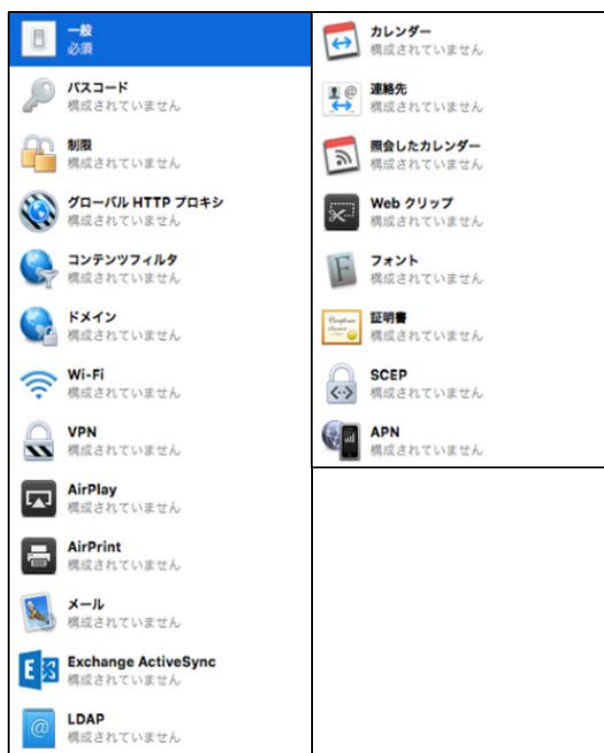 一般
必須
パスコード
構成されていません
制限
構成されていません
グローバル HTTP プロキシ
構成されていません
コンテンツフィルタ
構成されていません
ドメイン
構成されていません
Wi-Fi
構成されていません
VPN
構成されていません
AirPlay
構成されていません
AirPrint
構成されていません
メール
構成されていません
Exchange ActiveSync
構成されていません
LDAP
構成されていません
カレンダー
構成されていません
連絡先
構成されていません
照会したカレンダー
構成されていません
Web クリップ
構成されていません
フォント
構成されていません
証明書
構成されていません
SCEP
構成されていません
APN
構成されていません